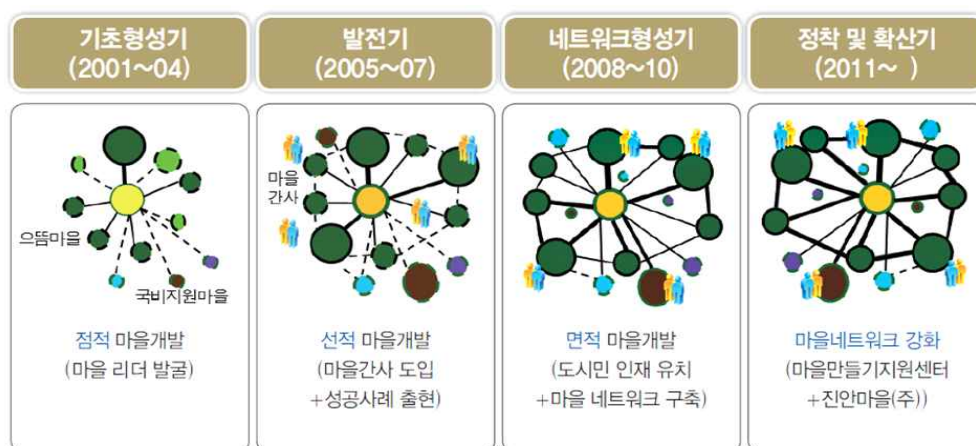 기초형성기
(2001~04)
발전기
(2005~07)
네트워크형성기
(2008~10)
정착 및 확산기
(2011~ )
으뜸마을
국비지원마을
마을
간사
점적 마을개발
(마을 리더 발굴)
선적 마을개발
(마을간사 도입
+성공사례 출현)
면적 마을개발
(도시민 인재 유치
+마을 네트워크 구축)
마을네트워크 강화
(마을만들기지원센터
+진안마을(주))